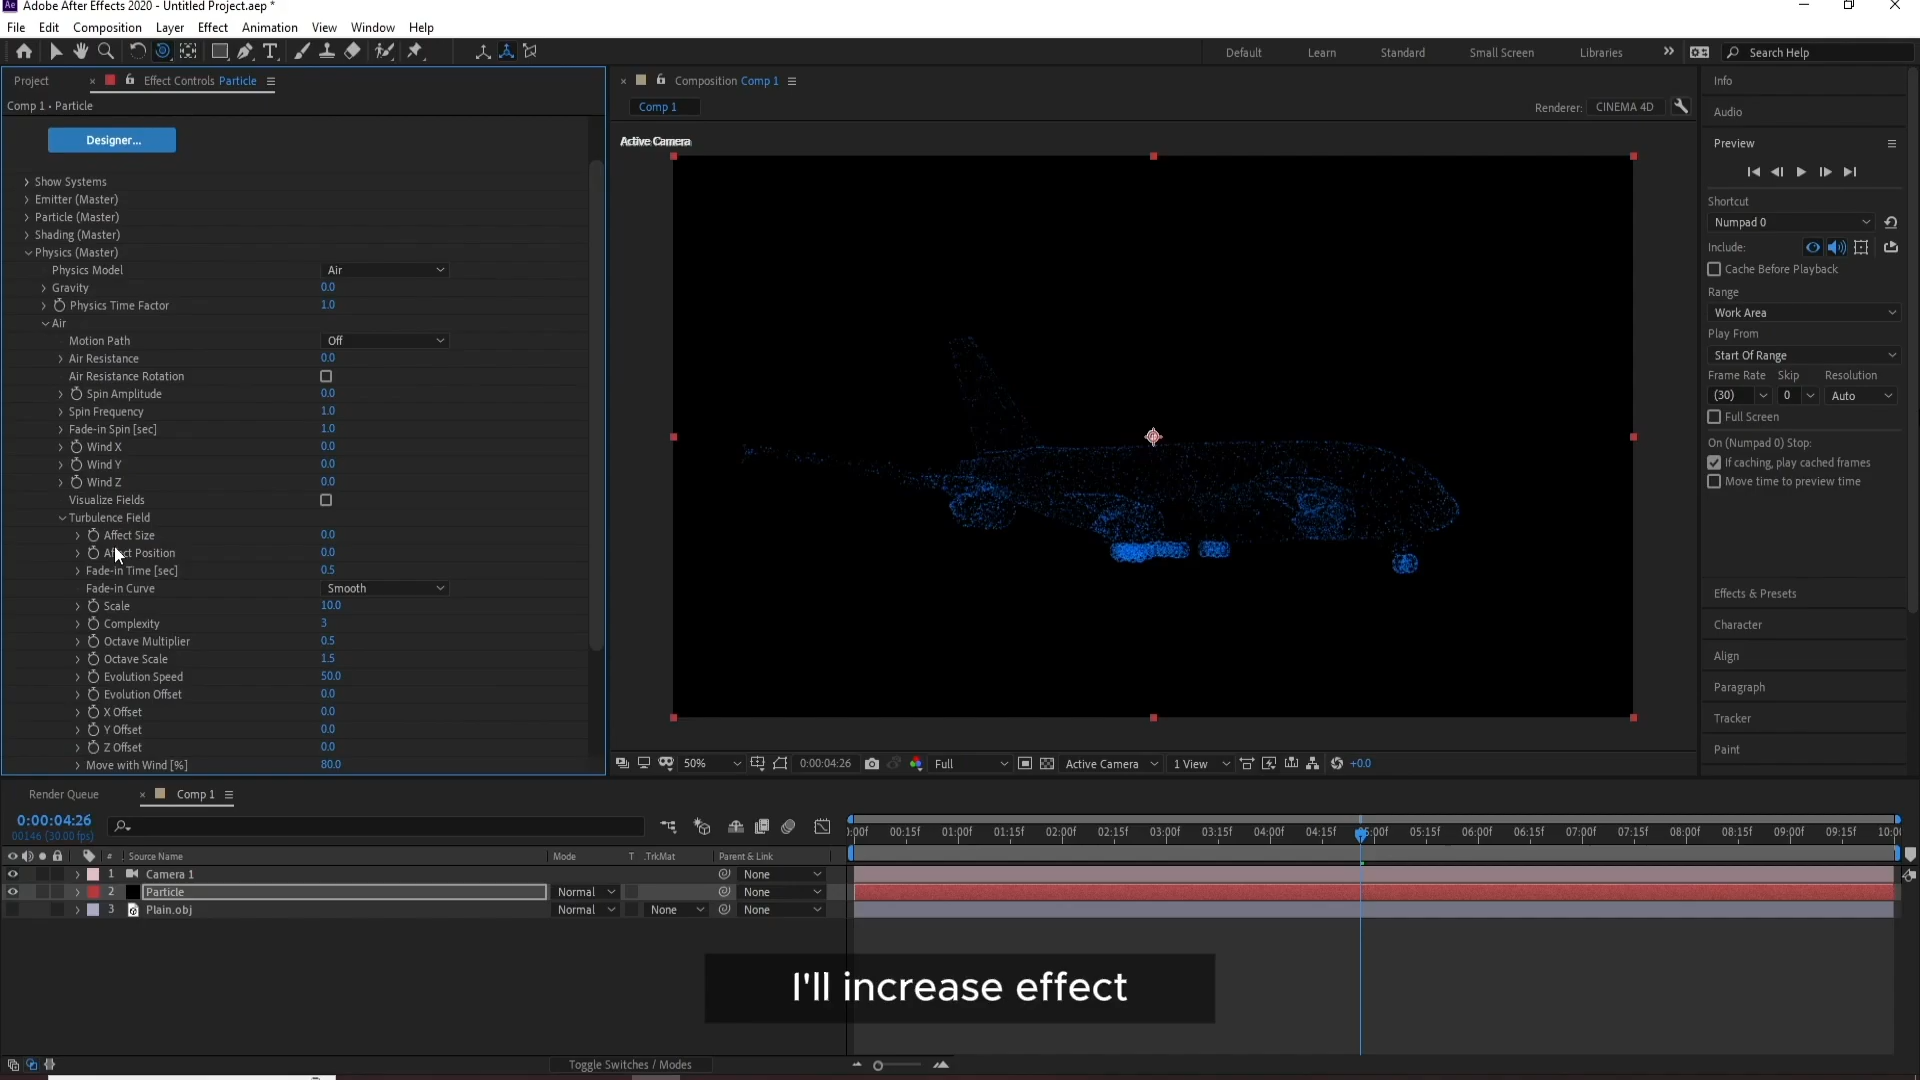 Adobe After Effects 2020 - Untitled Project.aep *
File Edit Composition Layer Effect Animation View Window Help
Default Learn Standard Small Screen Libraries Search Help
Project Effect Controls Particle
Comp 1 • Particle
Designer...
Show Systems
Emitter (Master)
Particle (Master)
Shading (Master)
Physics (Master)
Physics Model Air
Gravity 0.0
Physics Time Factor 1.0
Air
Motion Path Off
Air Resistance 0.0
Air Resistance Rotation
Spin Amplitude 0.0
Spin Frequency 1.0
Fade-in Spin [sec] 1.0
Wind X 0.0
Wind Y 0.0
Wind Z 0.0
Visualize Fields
Turbulence Field
Affect Size 0.0
Affect Position 0.0
Fade-in Time [sec] 0.5
Fade-in Curve Smooth
Scale 10.0
Complexity 3
Octave Multiplier 0.5
Octave Scale 1.5
Evolution Speed 50.0
Evolution Offset 0.0
X Offset 0.0
Y Offset 0.0
Z Offset 0.0
Move with Wind [%] 80.0
Composition Comp 1
Comp 1
Renderer: CINEMA 4D
Active Camera
50% 0:00:04:26 Full Active Camera 1 View +0.0
Info
Audio
Preview
Shortcut
Numpad 0
Include:
Cache Before Playback
Range
Work Area
Play From
Start Of Range
Frame Rate Skip Resolution
(30) 0 Auto
Full Screen
On (Numpad 0) Stop:
If caching, play cached frames
Move time to preview time
Effects & Presets
Character
Align
Paragraph
Tracker
Paint
Render Queue Comp 1
0:00:04:26
00146 (30.00 fps)
00:15f 01:00f 01:15f 02:00f 02:15f 03:00f 03:15f 04:00f 04:15f 05:00f 05:15f 06:00f 06:15f 07:00f 07:15f 08:00f 08:15f 09:00f 09:15f
# Source Name Mode T .TrkMat Parent & Link
1 Camera 1 None
2 Particle Normal None
3 Plain.obj Normal None None
I'll increase effect
Toggle Switches / Modes